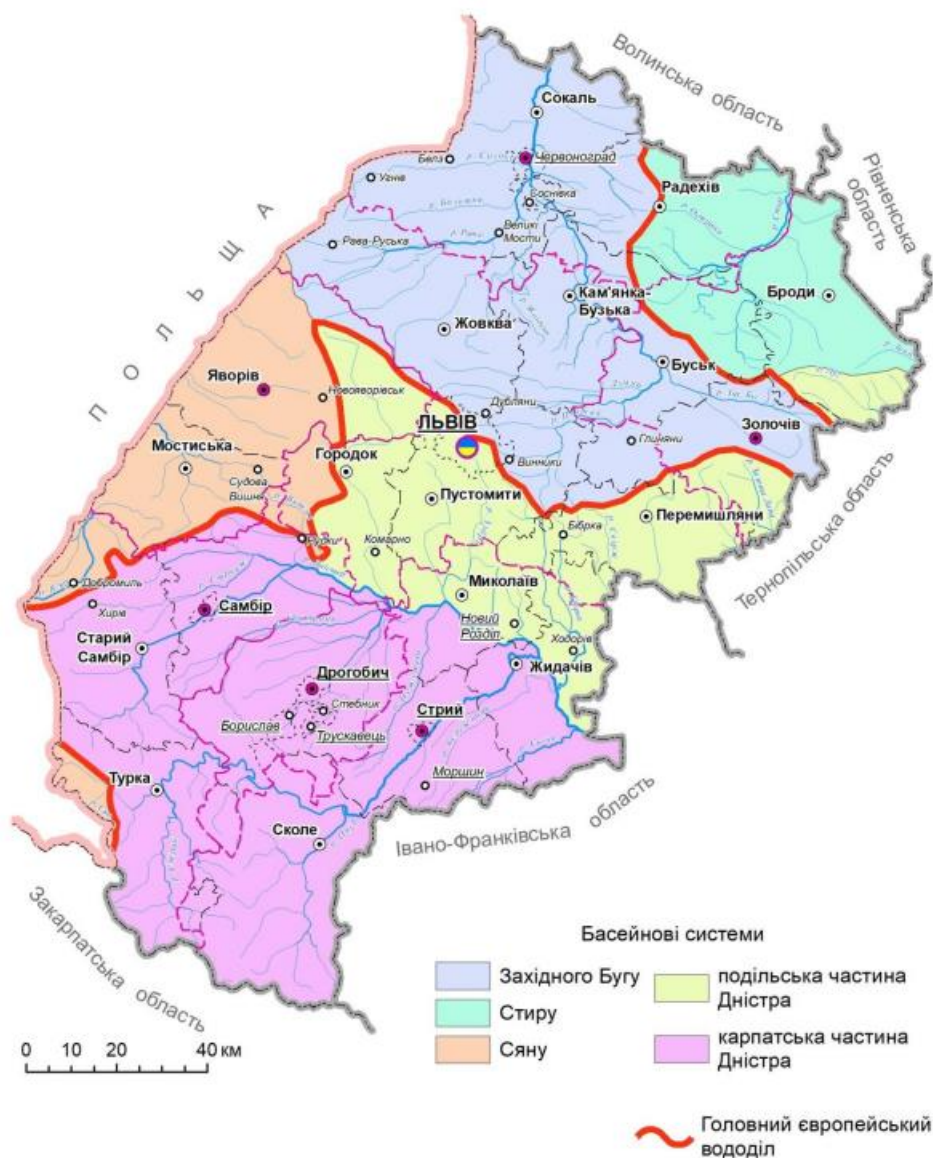 Волинська область
Сокаль
Рівненська
область
Белз
Червоноград
Угнів
Радехів
Соснівка
ПОЛЬЩА
Великі
Мости
Рава-Руська
р. Рата
Броди
Кам'янка-
Бузька
Жовква
Буськ
Яворів
Новояворівськ
Дубляни
ЛЬВІВ
Золочів
Глиняни
Мостиська
Городок
Винники
Судова
Вишня
Пустомити
Перемишляни
Бібрка
Рудки
Комарно
Тернопільська область
Добромиль
Миколаїв
Хирів
Самбір
Новий
Розділ
Старий
Самбір
Ходорів
Жидачів
Дрогобич
Стебник
Стрий
Борислав
Трускавець
Моршин
Турка
Сколе
Івано-Франківська область
Закарпатська область
Басейнові системи
Західного Бугу
подільська частина
Дністра
Стиру
Сяну
карпатська частина
Дністра
0 10 20 40 км
Головний європейський
вододіл